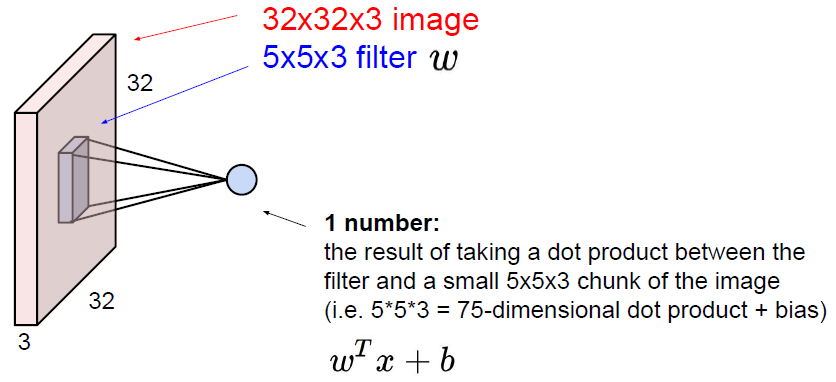 32x32x3 image
5x5x3 filter w
32
32
3
1 number:
the result of taking a dot product between the
filter and a small 5x5x3 chunk of the image
(i.e. 5*5*3 = 75-dimensional dot product + bias)
wᵀx + b